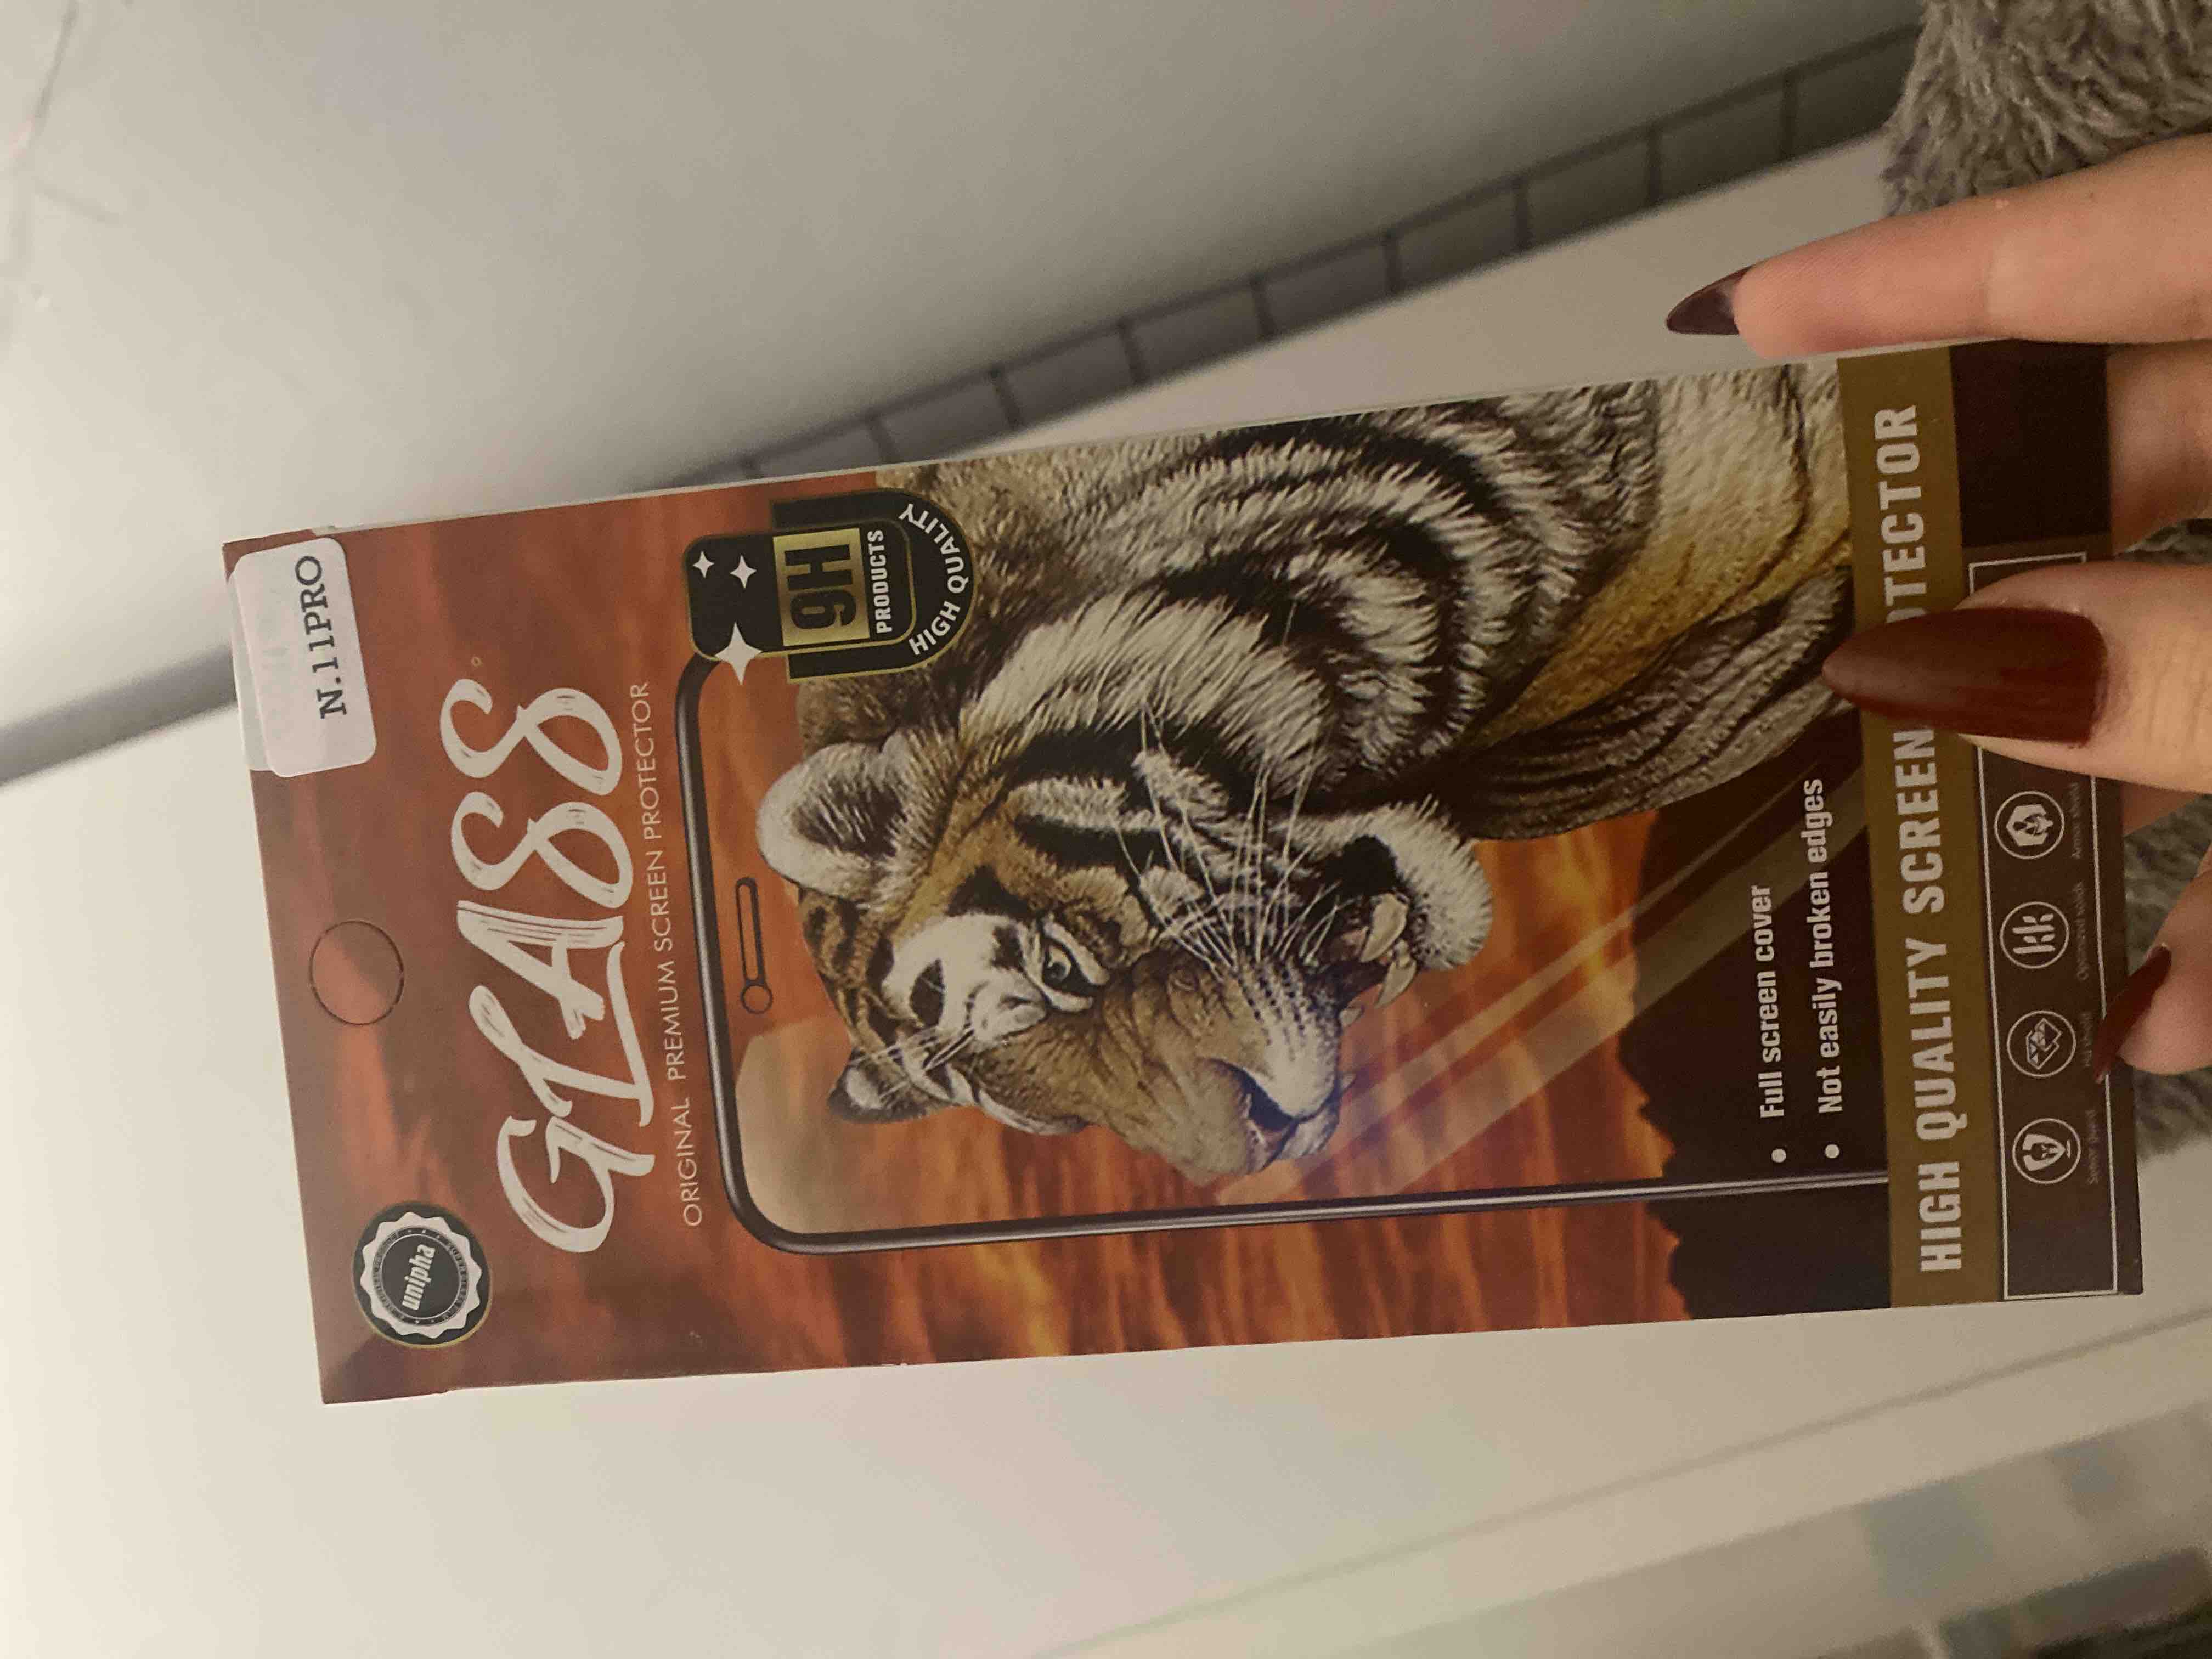 N.11PRO
unipha
GLASS
ORIGINAL PREMIUM SCREEN PROTECTOR
9H
PRODUCTS
HIGH QUALITY
• Full screen cover
• Not easily broken edges
HIGH QUALITY SCREEN OTECTOR